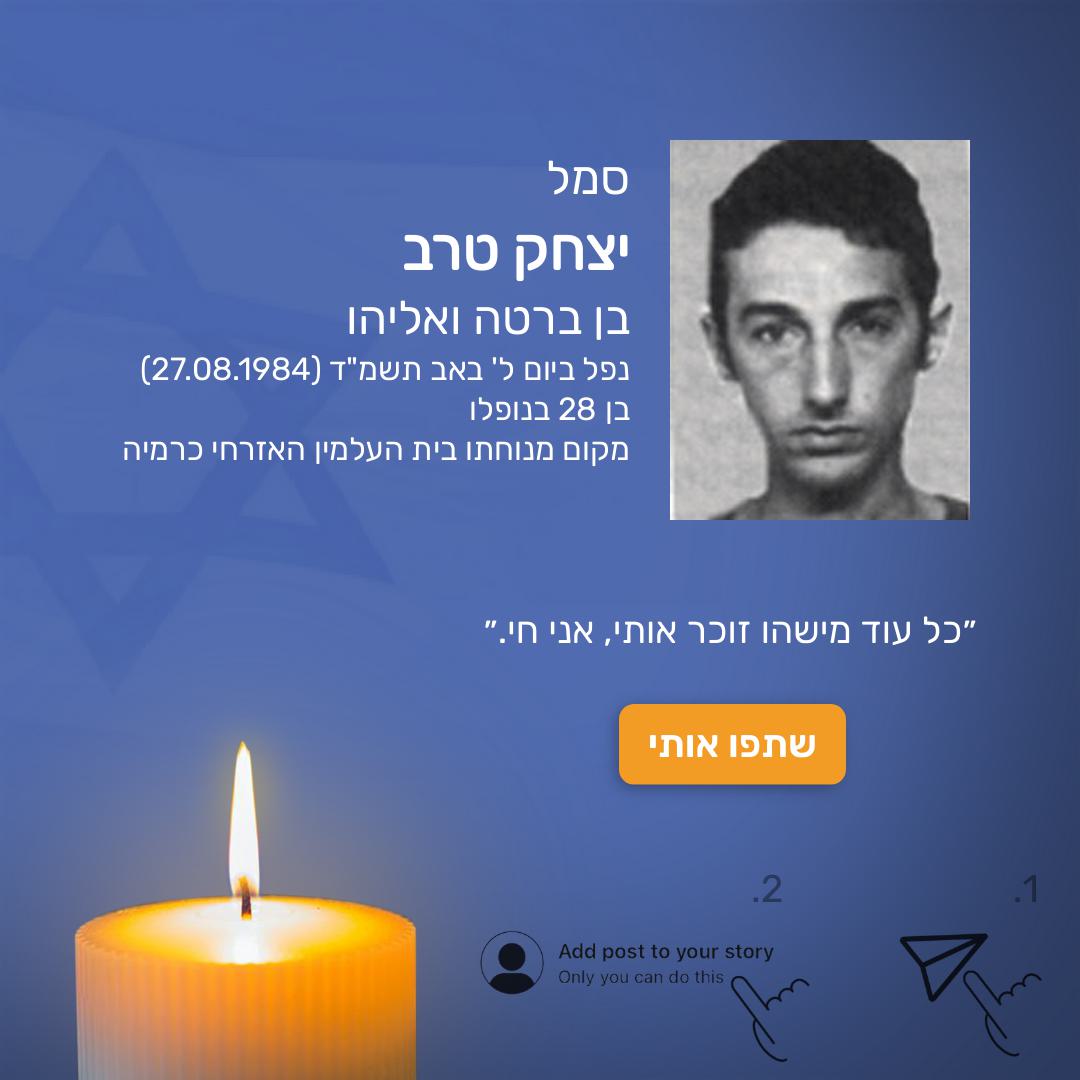 סמל
יצחק טרב
בן ברטה ואליהו
נפל ביום ל' באב תשמ"ד (27.08.1984)
בן 28 בנופלו
מקום מנוחתו בית העלמין האזרחי כרמיה
״כל עוד מישהו זוכר אותי, אני חי.״
שתפו אותי
.1
.2
Add post to your story
Only you can do this